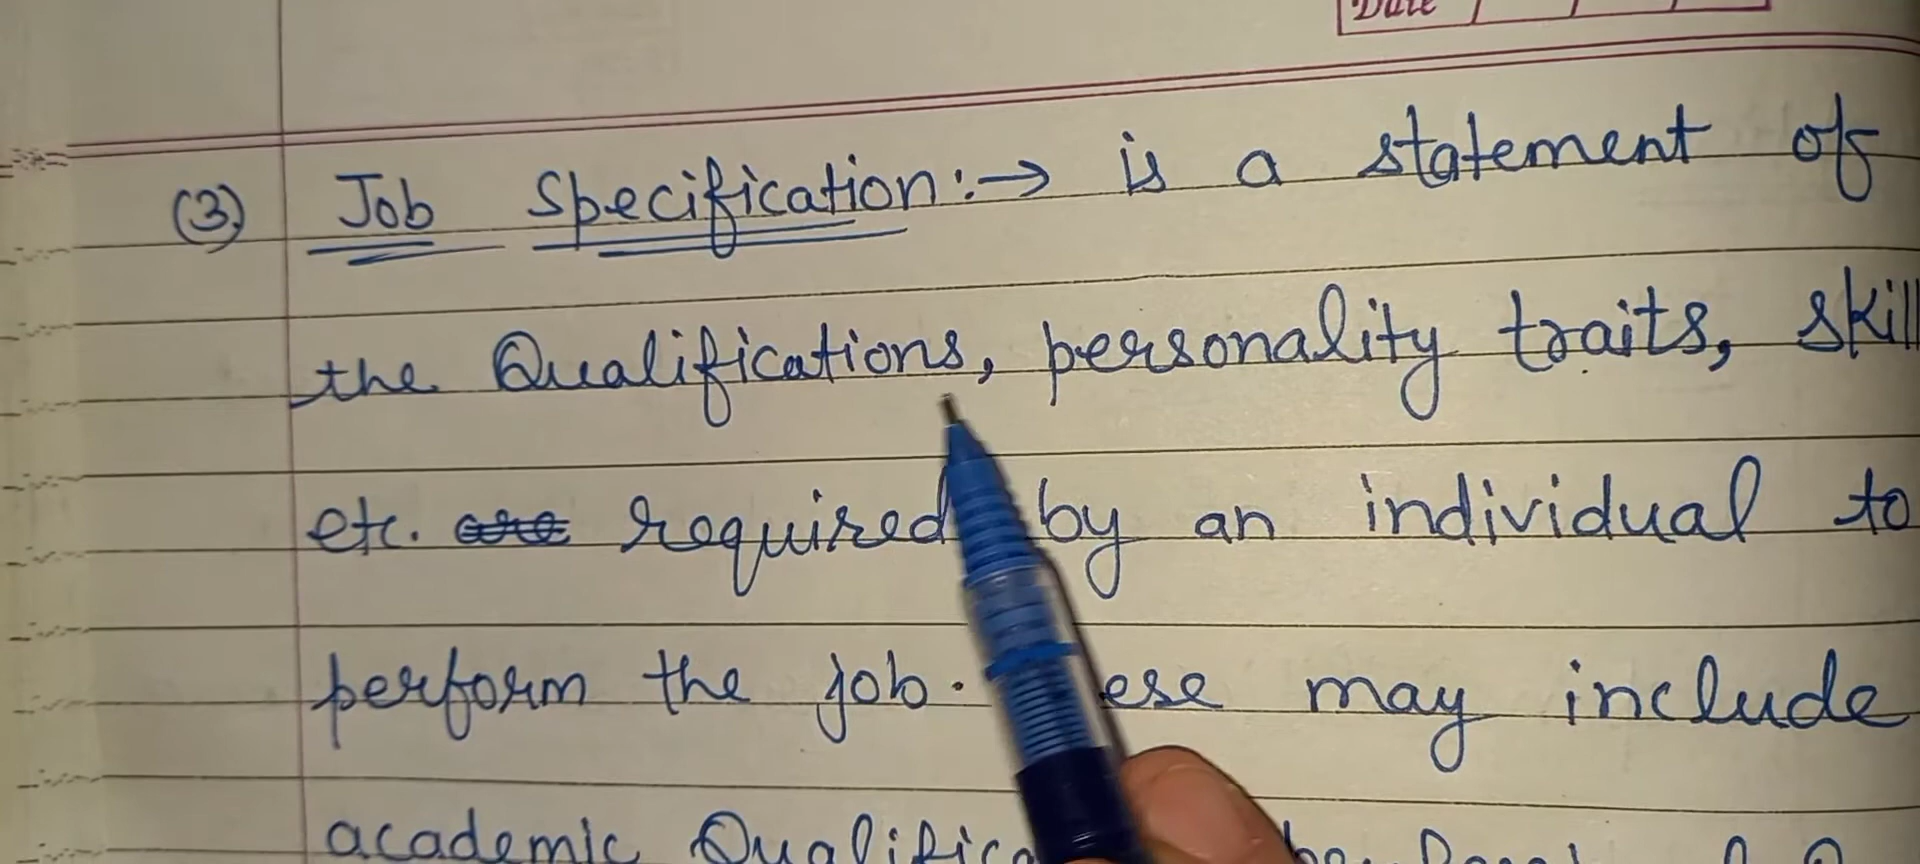 Date
(3) Job Specification:→ is a statement of
the Qualifications, personality traits, skill
etc. required by an individual to
perform the job. ese may include
academic